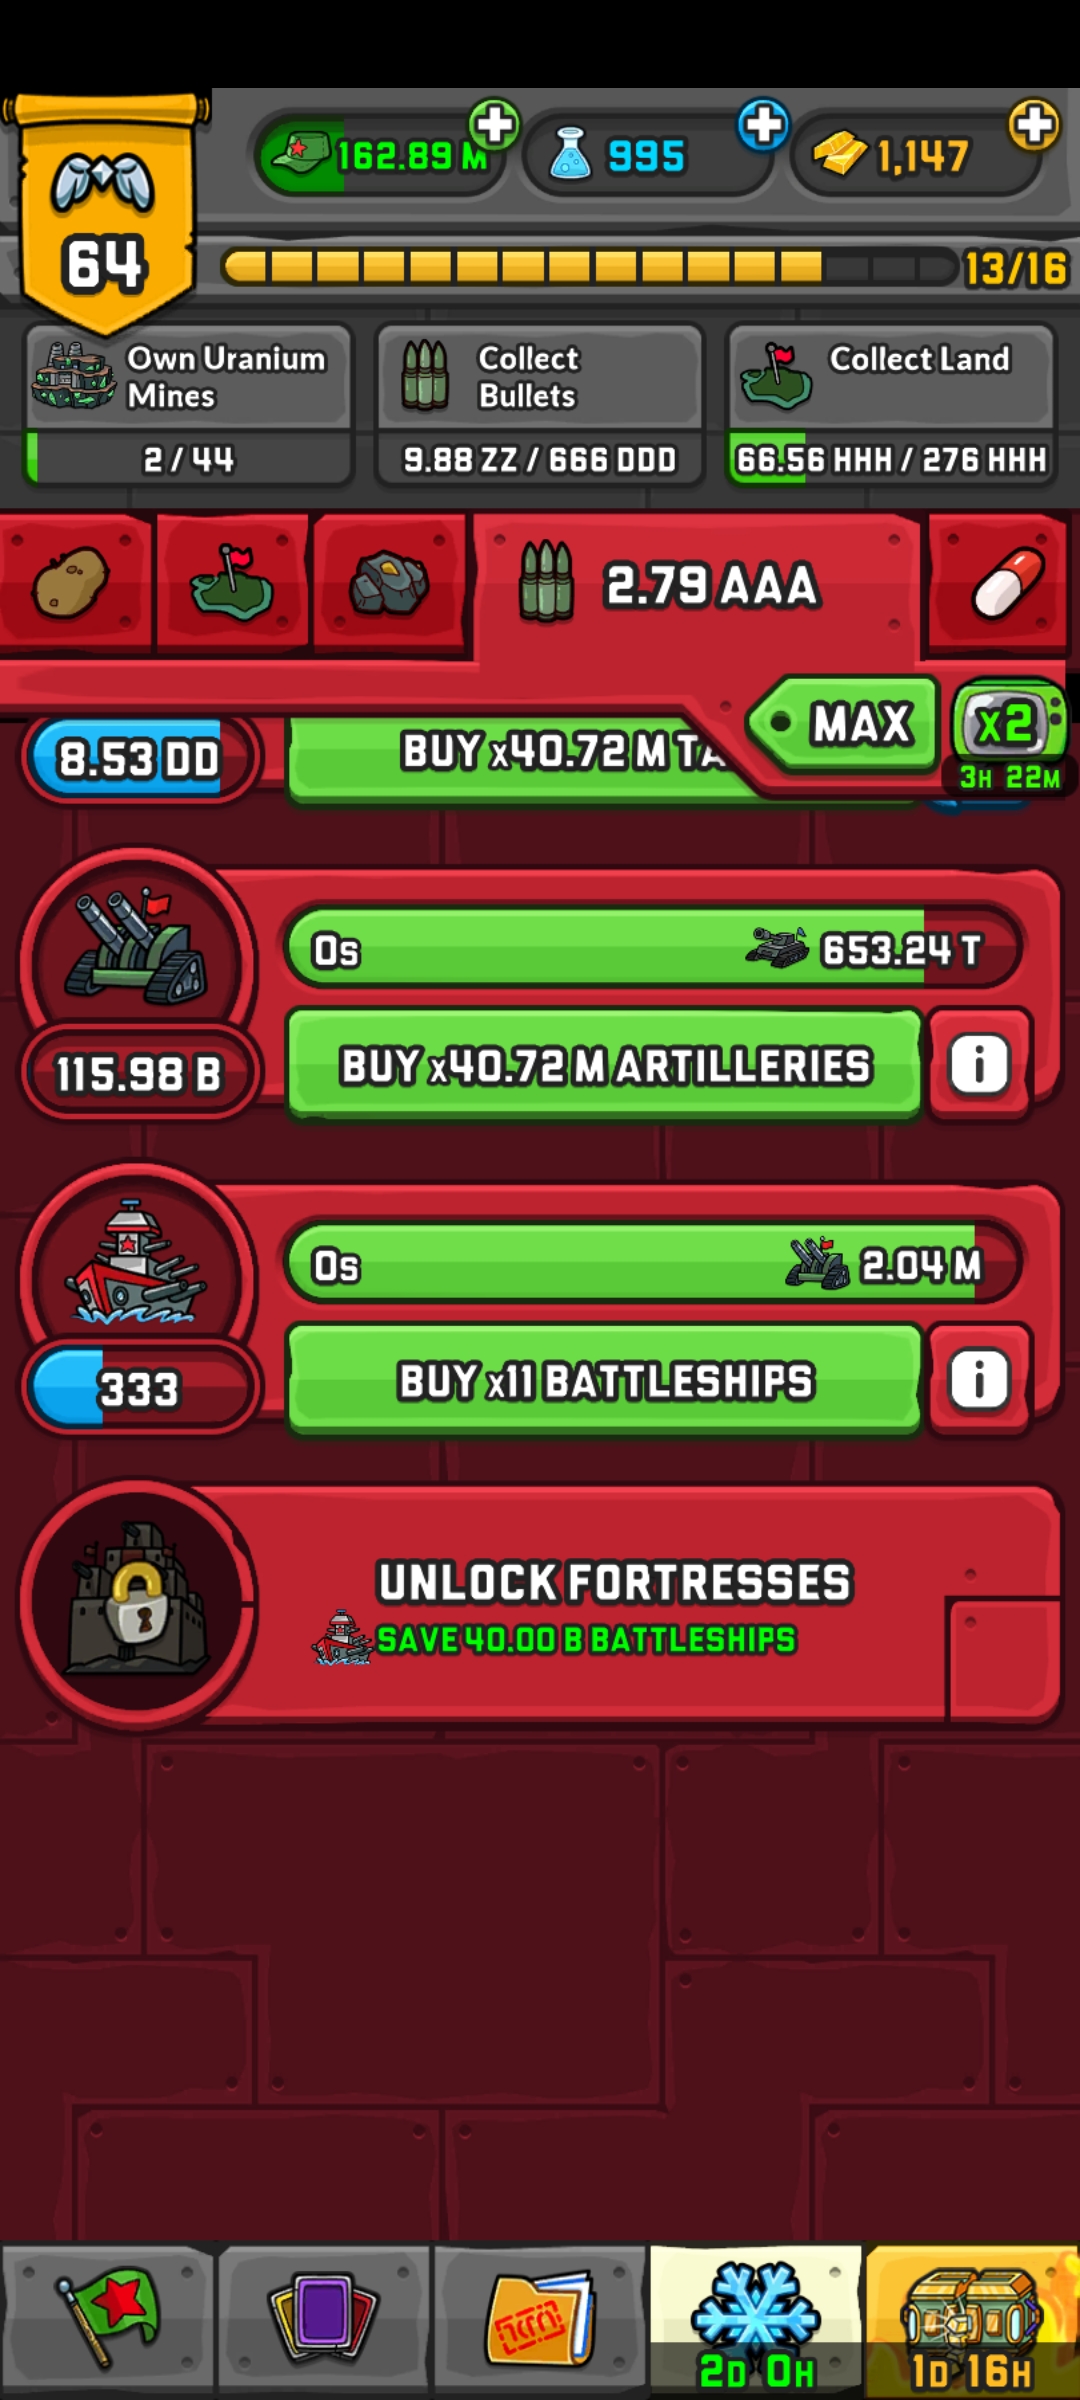 162.89 M
995
1,147
64
13/16
Own Uranium
Mines
2 / 44
Collect
Bullets
9.88 ZZ / 666 DDD
Collect Land
66.56 HHH / 276 HHH
2.79 AAA
MAX
X2
3H 22M
8.53 DD
BUY x40.72 M TA
0s
653.24 T
115.98 B
BUY x40.72 M ARTILLERIES
i
0s
2.04 M
333
BUY x11 BATTLESHIPS
i
UNLOCK FORTRESSES
SAVE 40.00 B BATTLESHIPS
2D 0H
1D 16H